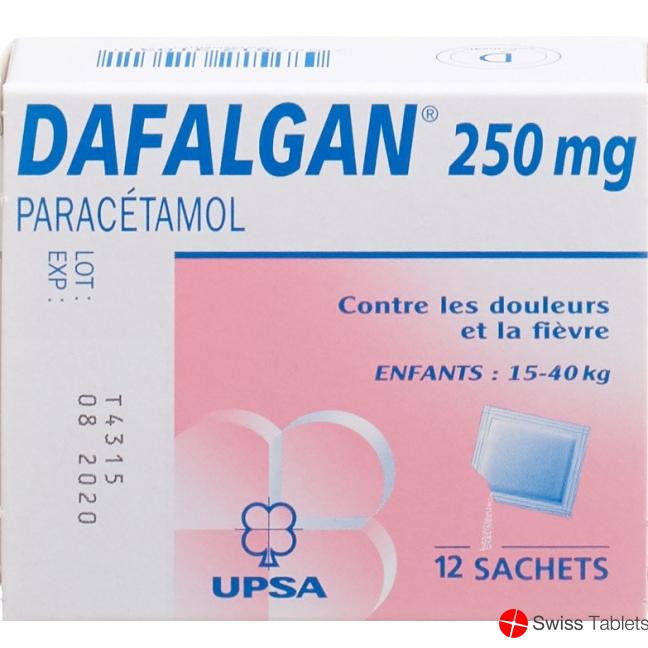 D
DAFALGAN® 250 mg
PARACÉTAMOL
LOT:
EXP:
T4315
08 2020
Contre les douleurs
et la fièvre
ENFANTS : 15-40 kg
12 SACHETS
UPSA
Swiss Tablets